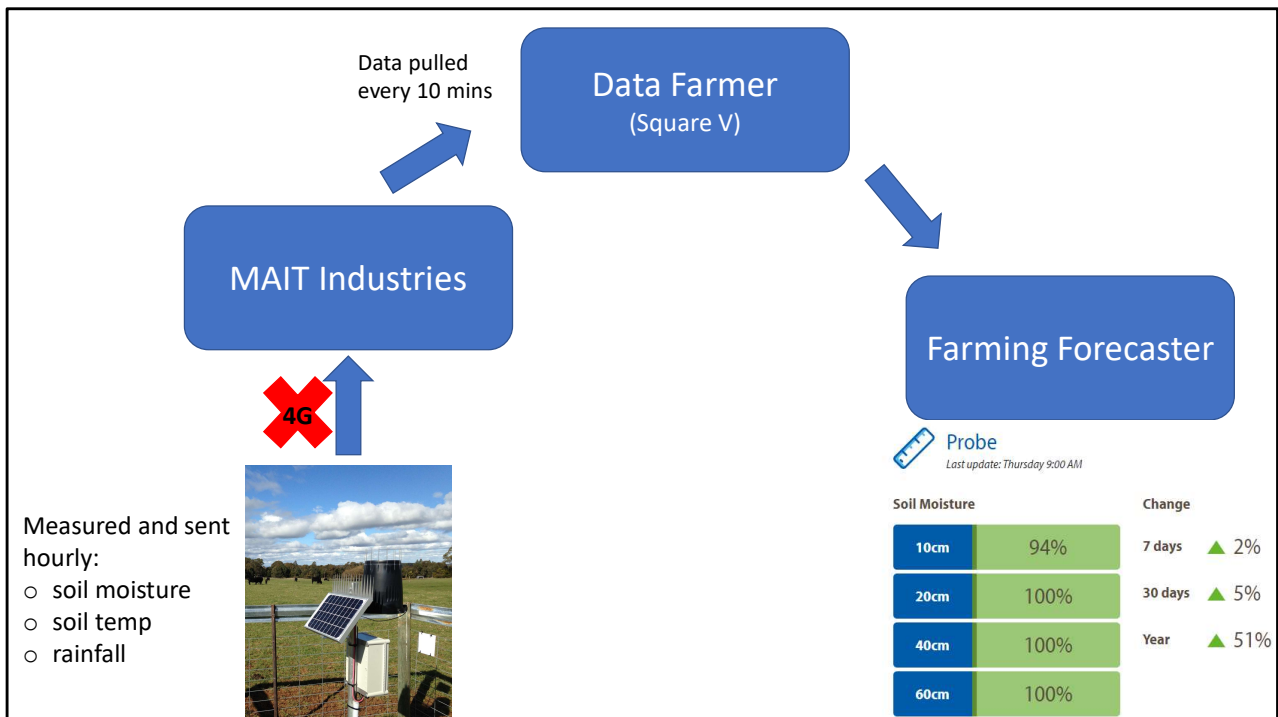 Data pulled
every 10 mins
Data Farmer
(Square V)
MAIT Industries
Farming Forecaster
4G
Measured and sent
hourly:
o soil moisture
o soil temp
o rainfall
Probe
Last update: Thursday 9:00 AM
Soil Moisture
Change
10cm 94%
7 days 2%
20cm 100%
30 days 5%
40cm 100%
Year 51%
60cm 100%